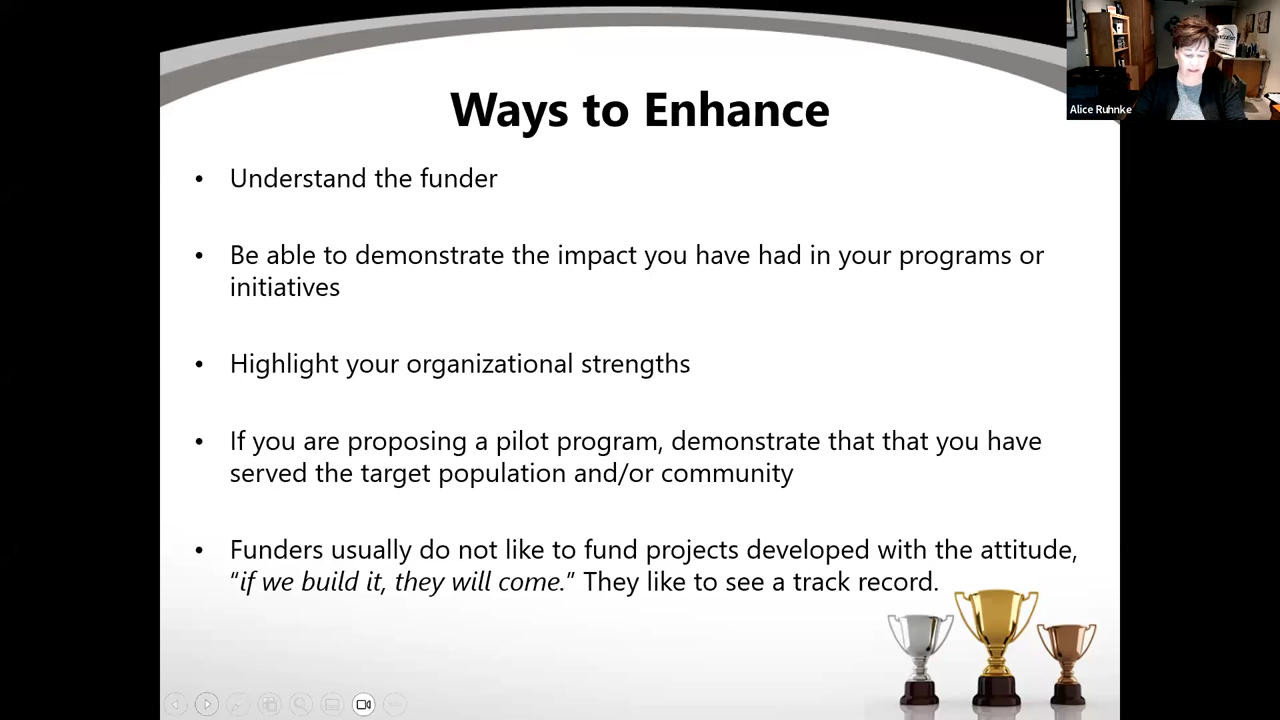 Ways to Enhance
Alice Ruhnke
• Understand the funder
• Be able to demonstrate the impact you have had in your programs or
initiatives
• Highlight your organizational strengths
• If you are proposing a pilot program, demonstrate that that you have
served the target population and/or community
• Funders usually do not like to fund projects developed with the attitude,
“if we build it, they will come.” They like to see a track record.